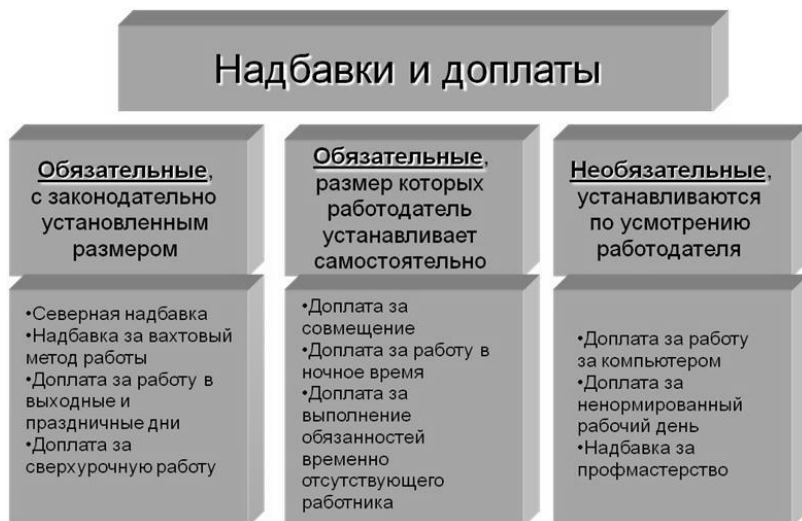 Надбавки и доплаты
Обязательные,
с законодательно
установленным
размером
•Северная надбавка
•Надбавка за вахтовый
метод работы
•Доплата за работу в
выходные и
праздничные дни
•Доплата за
сверхурочную работу
Обязательные,
размер которых
работодатель
устанавливает
самостоятельно
•Доплата за
совмещение
•Доплата за работу в
ночное время
•Доплата за
выполнение
обязанностей
временно
отсутствующего
работника
Необязательные,
устанавливаются
по усмотрению
работодателя
•Доплата за работу
за компьютером
•Доплата за
ненормированный
рабочий день
•Надбавка за
профмастерство